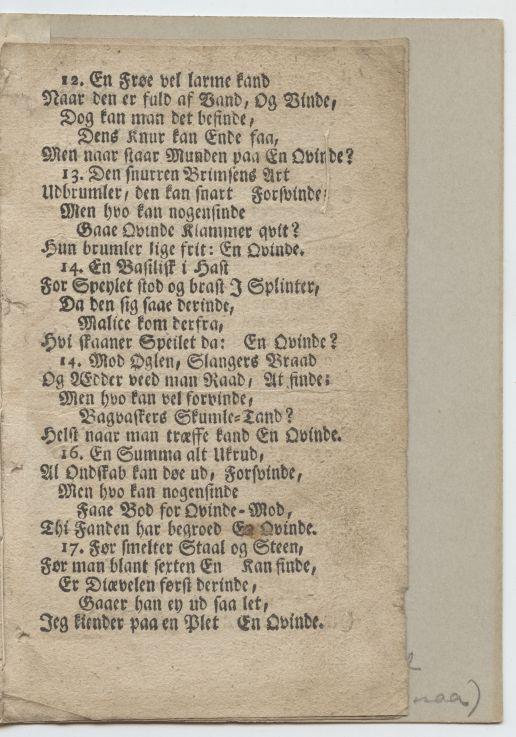 12. En Frøe vel larme kand
Naar den er fuld af Vand, Og Vinde,
Dog kan man det befinde,
Dens Knur kan Ende faa,
Men naar staar Munden paa En Qvinde?
13. Den snurren Brimsens Art
Udbrumler, den kan snart Forsvinde:
Men hvo kan nogensinde
Gaae Qvinde Klammer qvit?
Hun brumler lige frit: En Qvinde.
14. En Basilisk i Hast
For Speylet stod og brast J Splinter,
Da den sig saae derinde,
Malice kom derfra,
Hvi skaaner Speilet da: En Qvinde?
14. Mod Oglen, Slangers Braad
Og Ædder veed man Raad, At finde:
Men hvo kan vel forvinde,
Bagvaskers Skumle-Tand?
Helst naar man træffe kand En Qvinde.
16. En Summa alt Ukrud,
Al Ondskab kan døe ud, Forsvinde,
Men hvo kan nogensinde
Faae Bod for Qvinde-Mod,
Thi Fanden har begroed En Qvinde.
17. Før smelter Staal og Steen,
Før man blant serten En Kan finde,
Er Diævelen først derinde,
Gaaer han ey ud saa let,
Jeg kiender paa en Plet En Qvinde.